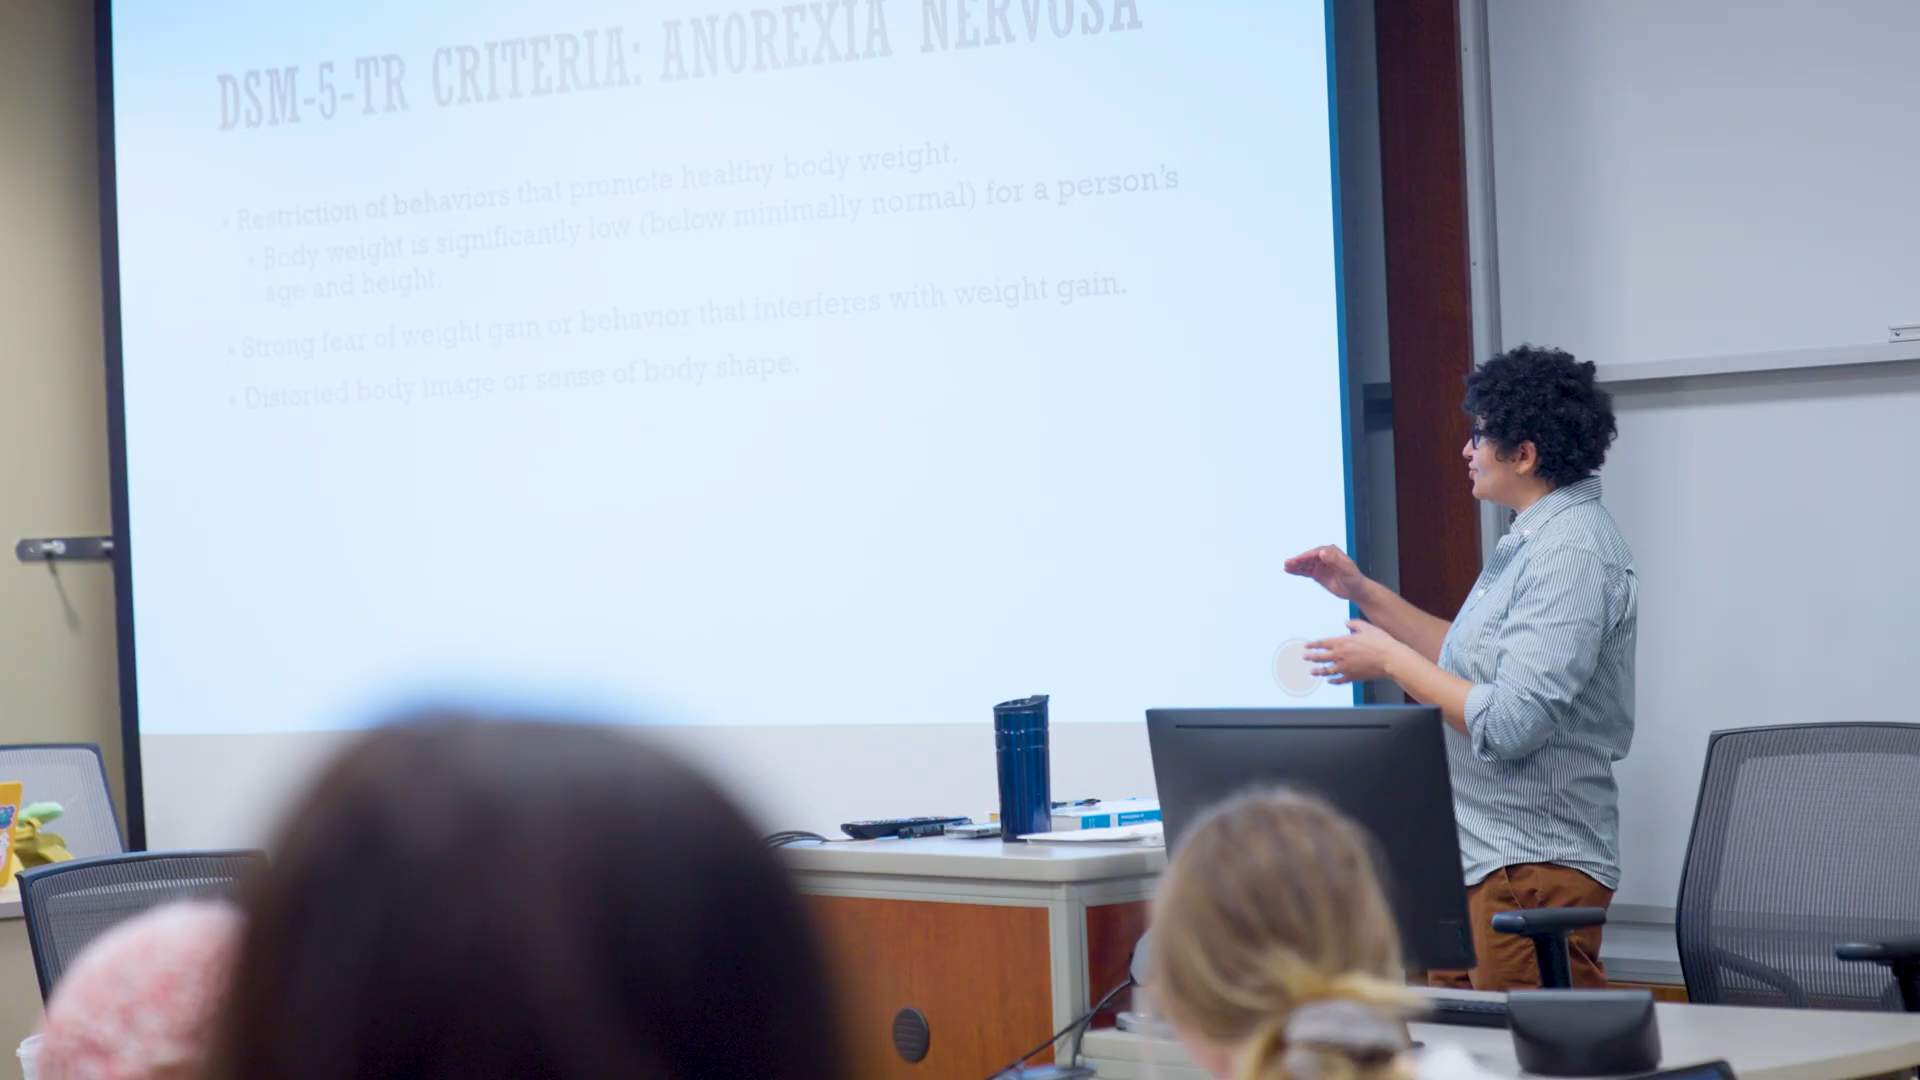 DSM-5-TR CRITERIA: ANOREXIA NERVOSA
• Restriction of behaviors that promote healthy body weight.
• Body weight is significantly low (below minimally normal) for a person's
age and height.
• Strong fear of weight gain or behavior that interferes with weight gain.
• Distorted body image or sense of body shape.